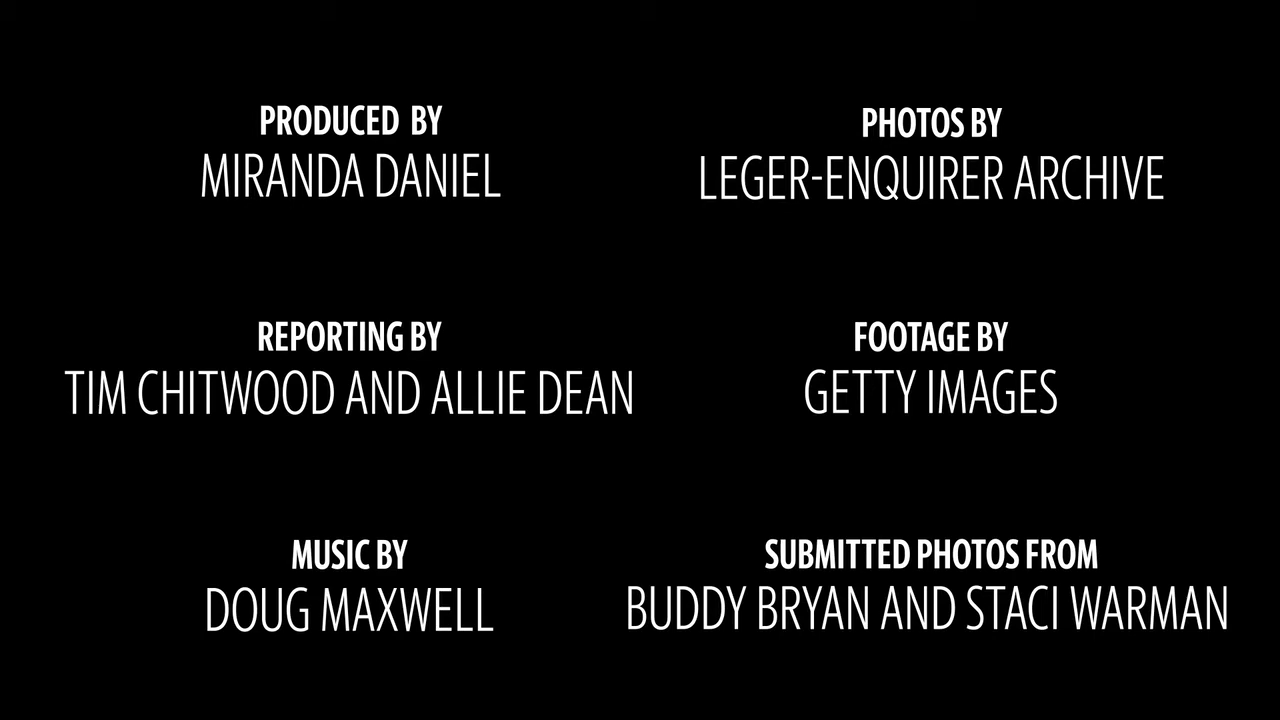 PRODUCED BY
MIRANDA DANIEL
PHOTOS BY
LEGER-ENQUIRER ARCHIVE
REPORTING BY
TIM CHITWOOD AND ALLIE DEAN
FOOTAGE BY
GETTY IMAGES
MUSIC BY
DOUG MAXWELL
SUBMITTED PHOTOS FROM
BUDDY BRYAN AND STACI WARMAN